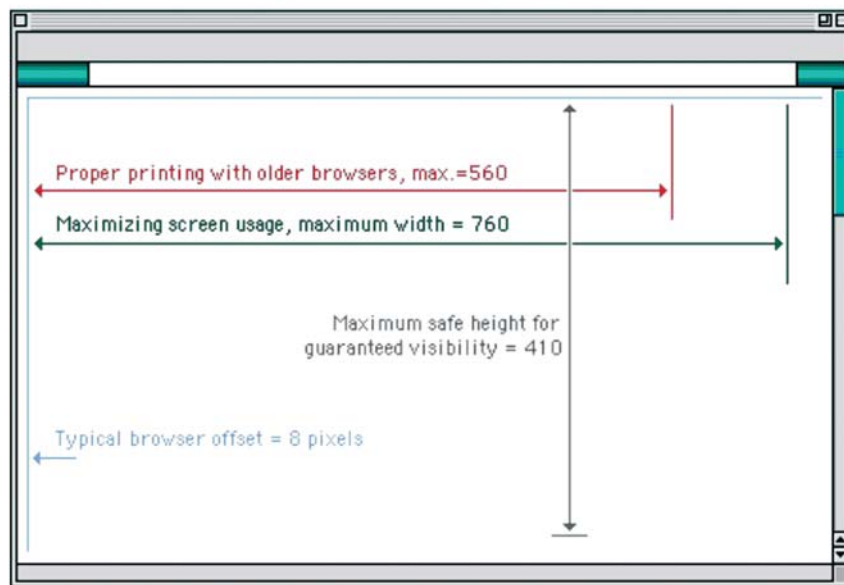 Proper printing with older browsers, max.=560
Maximizing screen usage, maximum width = 760
Maximum safe height for
guaranteed visibility = 410
Typical browser offset = 8 pixels